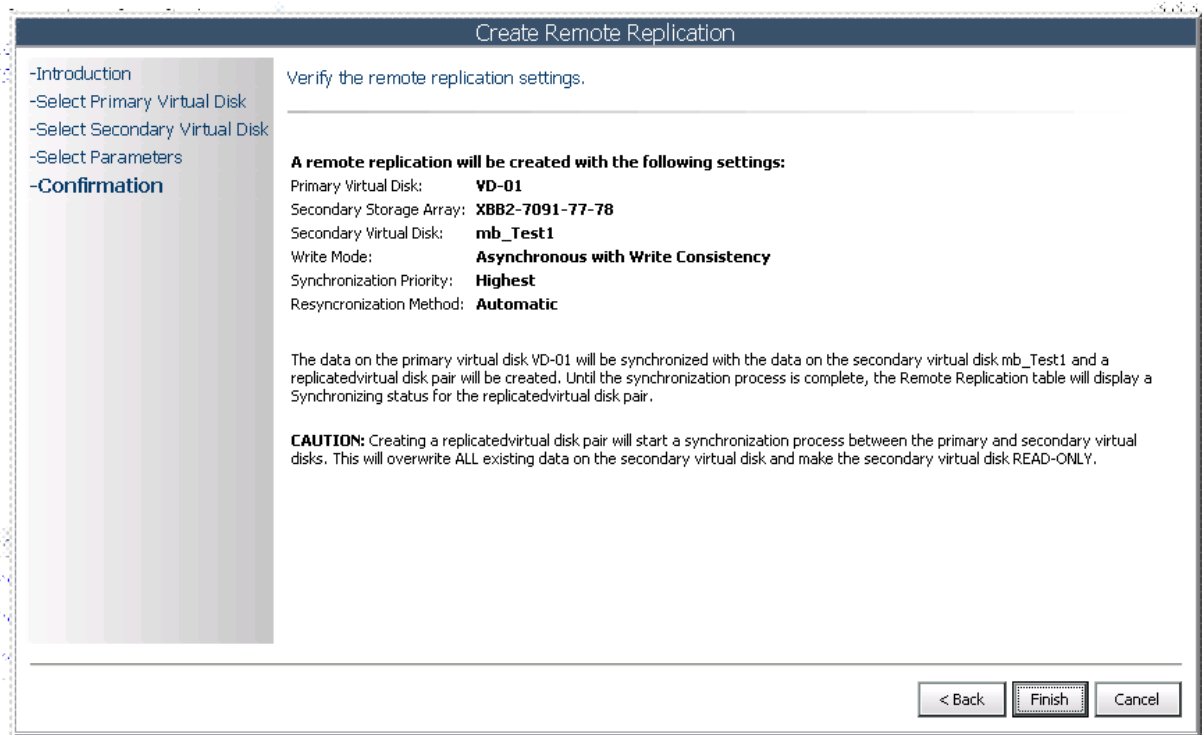 Create Remote Replication
-Introduction
-Select Primary Virtual Disk
-Select Secondary Virtual Disk
-Select Parameters
-Confirmation
Verify the remote replication settings.
A remote replication will be created with the following settings:
Primary Virtual Disk: VD-01
Secondary Storage Array: XBB2-7091-77-78
Secondary Virtual Disk: mb_Test1
Write Mode: Asynchronous with Write Consistency
Synchronization Priority: Highest
Resyncronization Method: Automatic
The data on the primary virtual disk VD-01 will be synchronized with the data on the secondary virtual disk mb_Test1 and a
replicatedvirtual disk pair will be created. Until the synchronization process is complete, the Remote Replication table will display a
Synchronizing status for the replicatedvirtual disk pair.
CAUTION: Creating a replicatedvirtual disk pair will start a synchronization process between the primary and secondary virtual
disks. This will overwrite ALL existing data on the secondary virtual disk and make the secondary virtual disk READ-ONLY.
< Back Finish Cancel